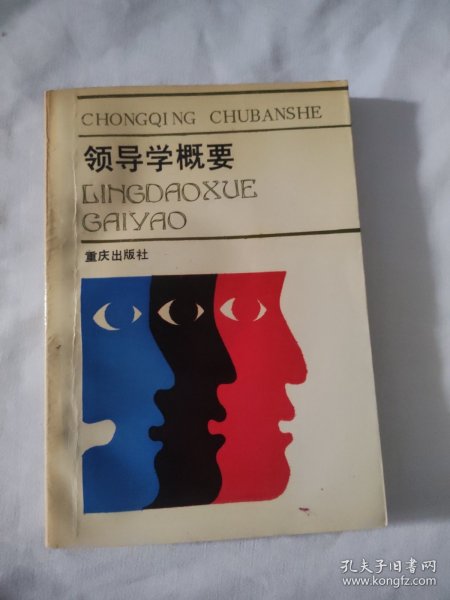 CHONGQING CHUBANSHE
领导学概要
LINGDAOXUE
GAIYAO
重庆出版社
孔夫子旧书网
www.kongfz.com